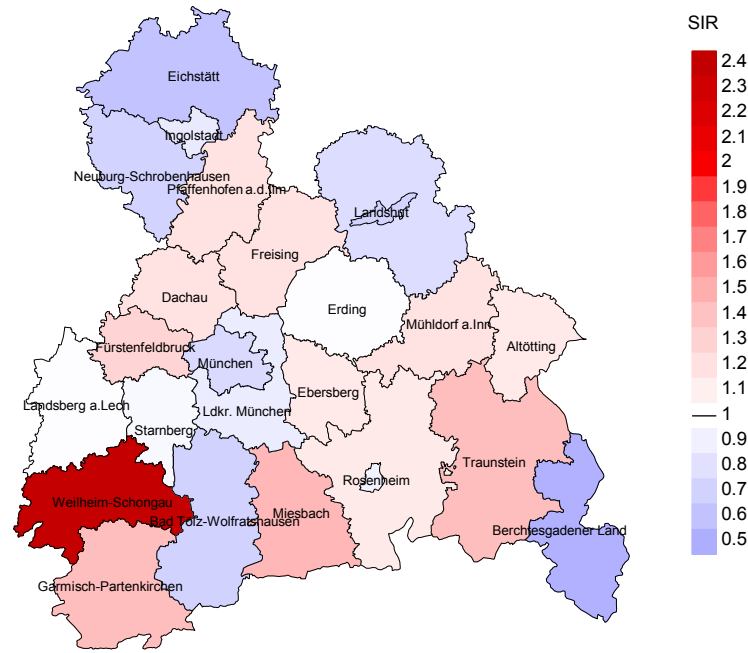 SIR
2.4
2.3
2.2
2.1
2
1.9
1.8
1.7
1.6
1.5
1.4
1.3
1.2
1.1
1
0.9
0.8
0.7
0.6
0.5
Eichstätt
Ingolstadt
Neuburg-Schrobenhausen
Pfaffenhofen a.d.Ilm
Landshut
Freising
Dachau
Erding
Mühldorf a.Inn
Fürstenfeldbruck
Altötting
München
Ebersberg
Landsberg a.Lech
Ldkr. München
Starnberg
Traunstein
Rosenheim
Weilheim-Schongau
Miesbach
Bad Tölz-Wolfratshausen
Berchtesgadener Land
Garmisch-Partenkirchen